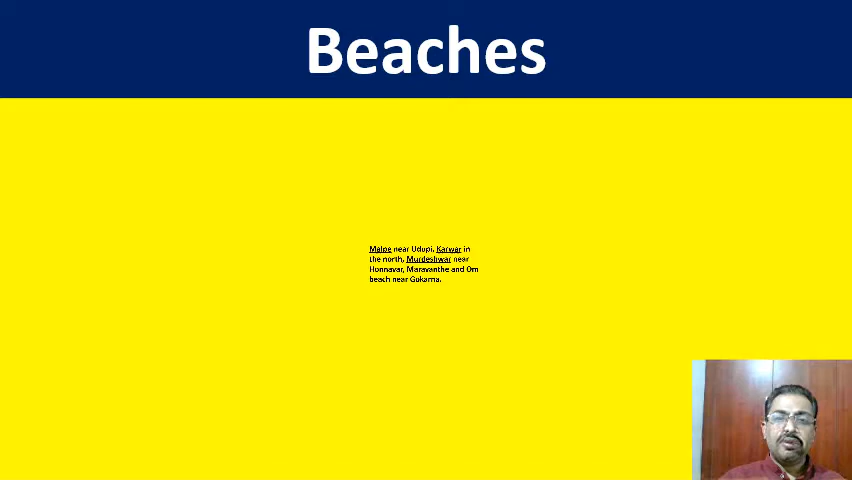 Beaches
Malpe near Udupi, Karwar in
the north, Murdeshwar near
Honnavar, Maravanthe and Om
beach near Gokarna.